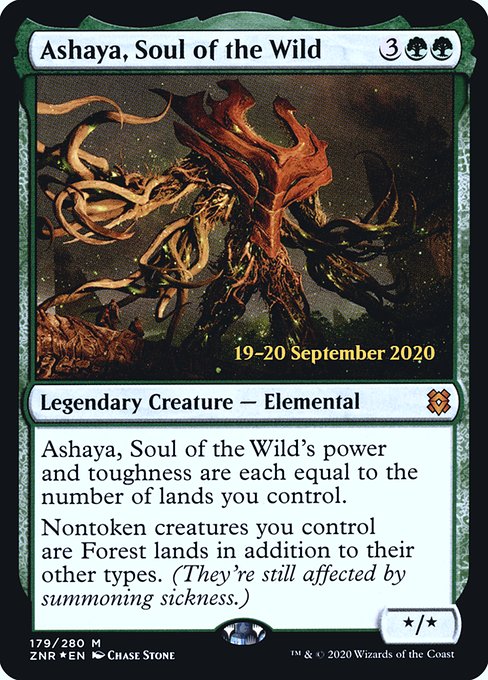 Ashaya, Soul of the Wild 3
19–20 September 2020
Legendary Creature — Elemental
Ashaya, Soul of the Wild's power
and toughness are each equal to the
number of lands you control.
Nontoken creatures you control
are Forest lands in addition to their
other types. (They're still affected by
summoning sickness.)
*/*
179/280 M
ZNR ★ EN Chase Stone
™ & © 2020 Wizards of the Coast